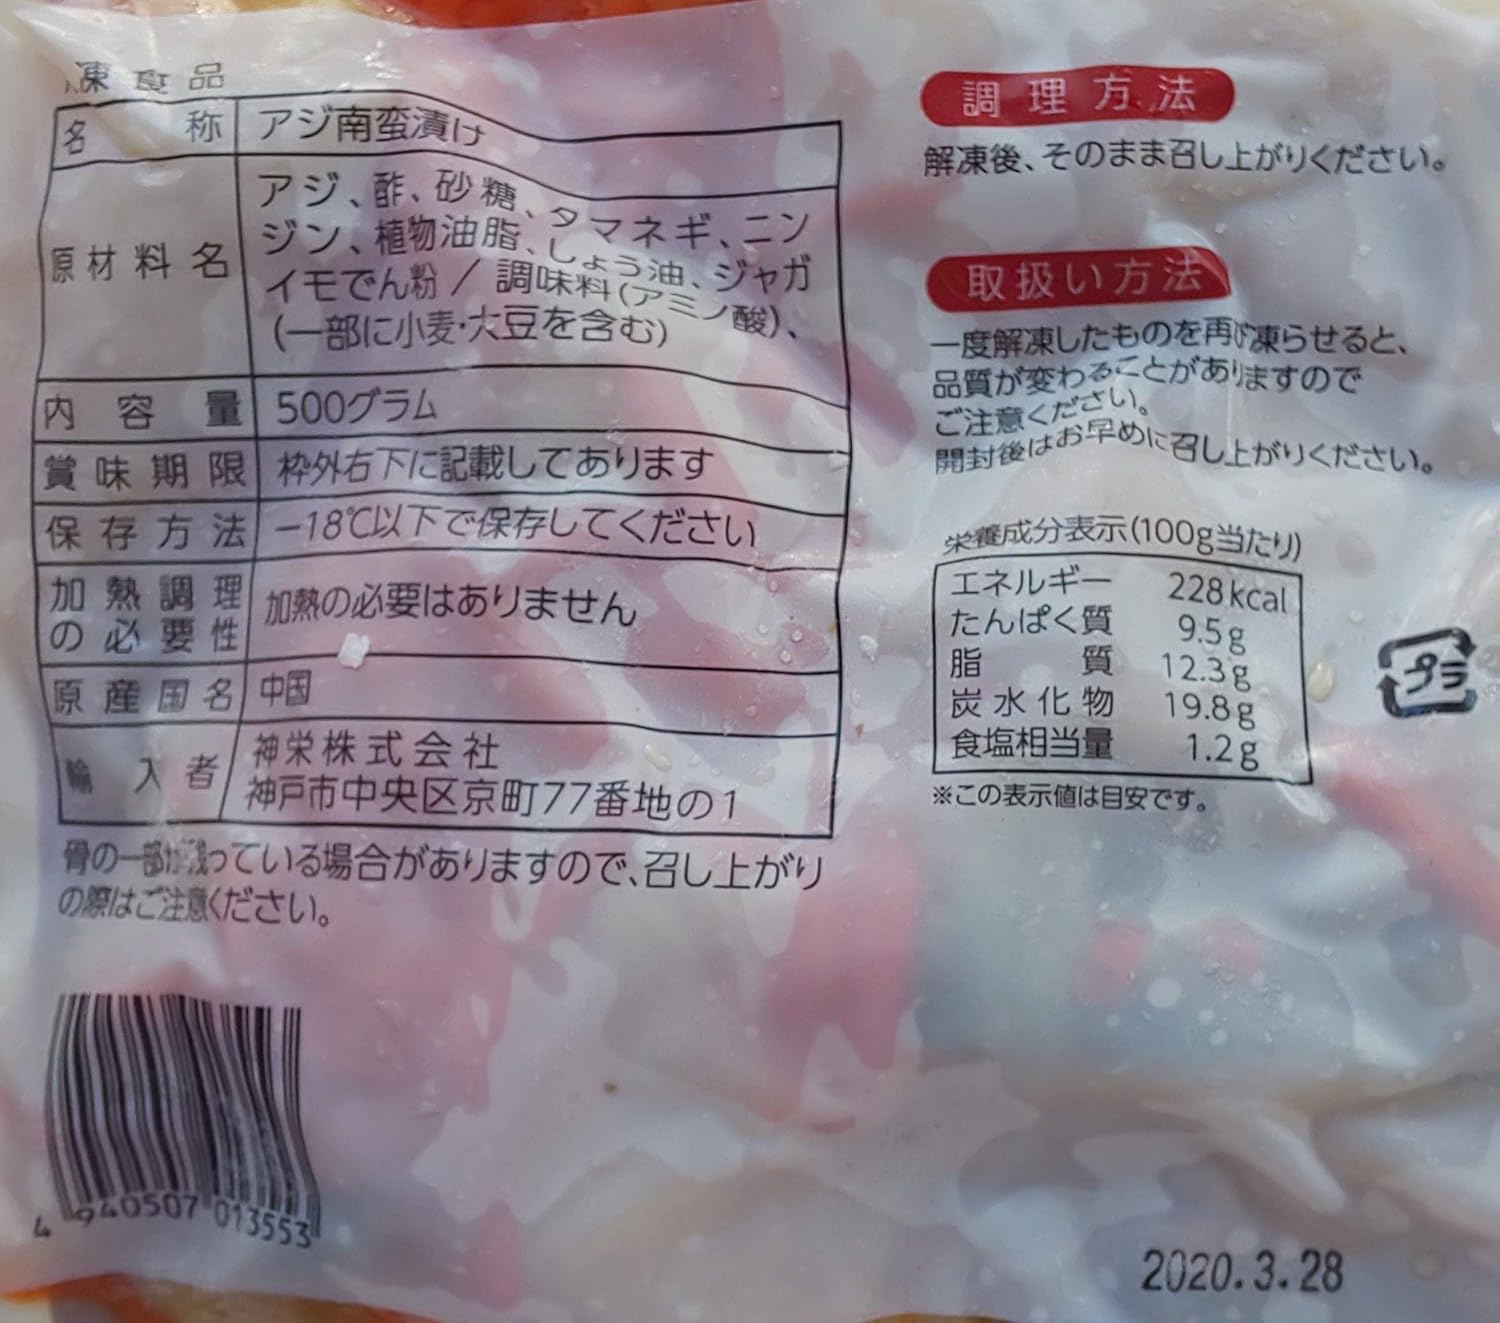 凍食品
名称 アジ南蛮漬け
原材料名 アジ、酢、砂糖、タマネギ、ニン
ジン、植物油脂、しょう油、ジャガ
イモでん粉/調味料(アミノ酸)、
(一部に小麦・大豆を含む)
内容量 500グラム
賞味期限 枠外右下に記載してあります
保存方法 -18℃以下で保存してください
加熱調理
の必要性 加熱の必要はありません
原産国名 中国
輸入者 神栄株式会社
神戸市中央区京町77番地の1
骨の一部が残っている場合がありますので、召し上がり
の際はご注意ください。
4 940507 013553
調理方法
解凍後、そのまま召し上がりください。
取扱い方法
一度解凍したものを再び凍らせると、
品質が変わることがありますので
ご注意ください。
開封後はお早めに召し上がりください。
栄養成分表示(100g当たり)
エネルギー 228kcal
たんぱく質 9.5g
脂質 12.3g
炭水化物 19.8g
食塩相当量 1.2g
※この表示値は目安です。
プラ
2020.3.28